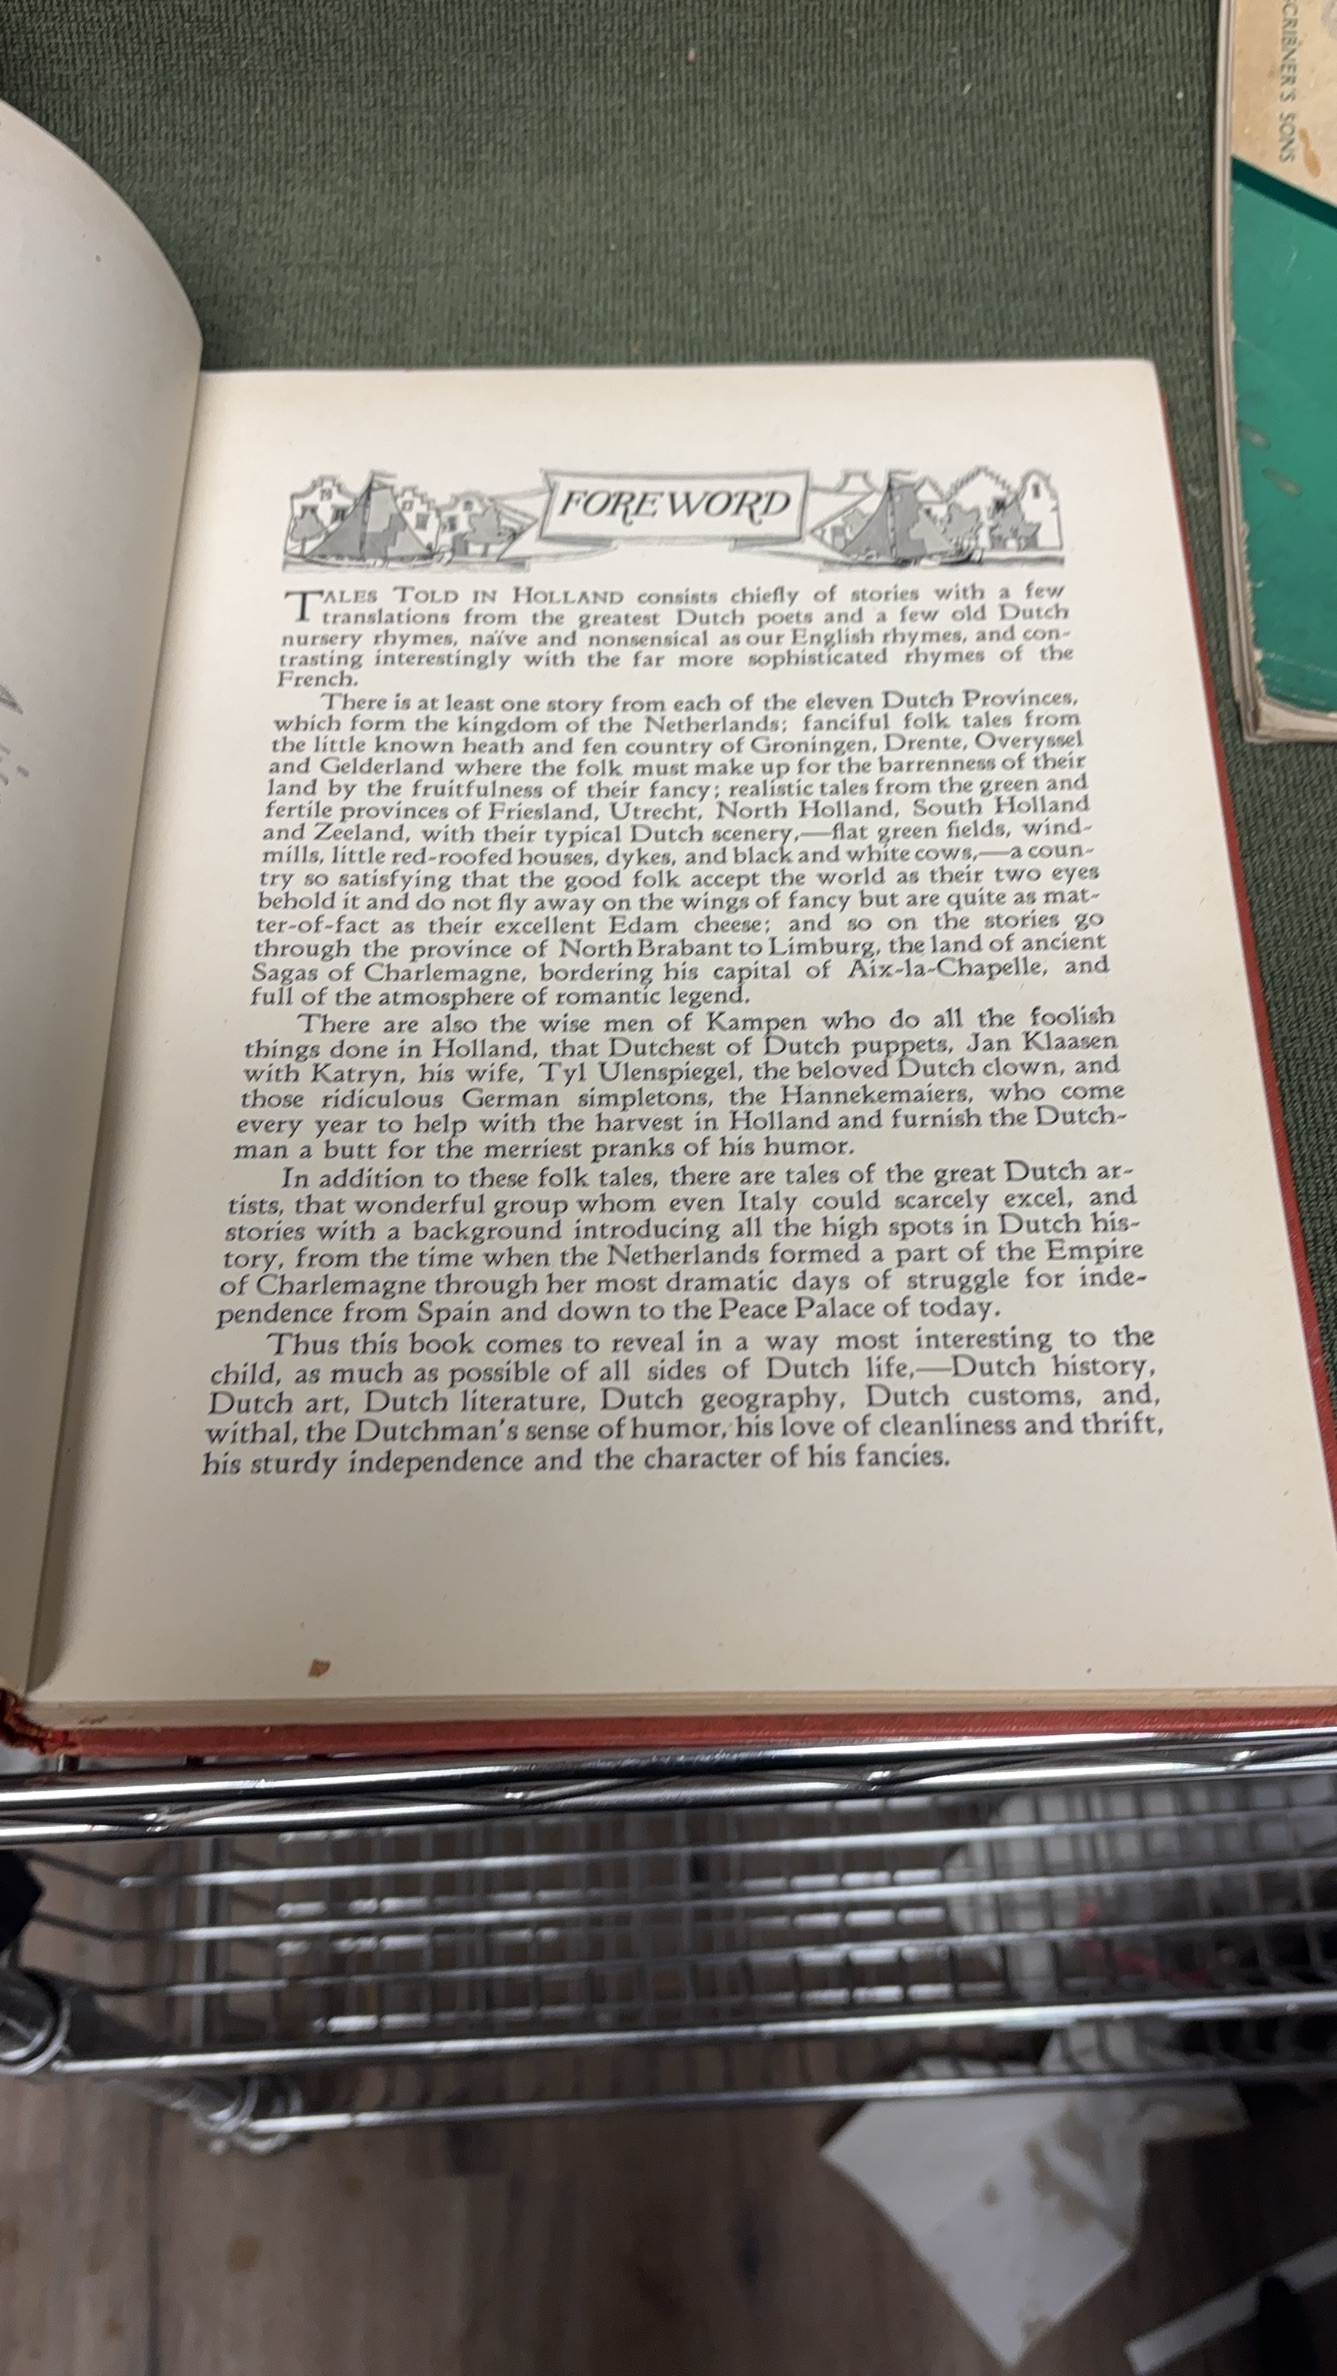 FOREWORD
TALES TOLD IN HOLLAND consists chiefly of stories with a few
translations from the greatest Dutch poets and a few old Dutch
nursery rhymes, naïve and nonsensical as our English rhymes, and con-
trasting interestingly with the far more sophisticated rhymes of the
French.
There is at least one story from each of the eleven Dutch Provinces,
which form the kingdom of the Netherlands; fanciful folk tales from
the little known heath and fen country of Groningen, Drente, Overyssel
and Gelderland where the folk must make up for the barrenness of their
land by the fruitfulness of their fancy; realistic tales from the green and
fertile provinces of Friesland, Utrecht, North Holland, South Holland
and Zeeland, with their typical Dutch scenery,—flat green fields, wind-
mills, little red-roofed houses, dykes, and black and white cows,—a coun-
try so satisfying that the good folk accept the world as their two eyes
behold it and do not fly away on the wings of fancy but are quite as mat-
ter-of-fact as their excellent Edam cheese; and so on the stories go
through the province of North Brabant to Limburg, the land of ancient
Sagas of Charlemagne, bordering his capital of Aix-la-Chapelle, and
full of the atmosphere of romantic legend.
There are also the wise men of Kampen who do all the foolish
things done in Holland, that Dutchest of Dutch puppets, Jan Klaasen
with Katryn, his wife, Tyl Ulenspiegel, the beloved Dutch clown, and
those ridiculous German simpletons, the Hannekemaiers, who come
every year to help with the harvest in Holland and furnish the Dutch-
man a butt for the merriest pranks of his humor.
In addition to these folk tales, there are tales of the great Dutch ar-
tists, that wonderful group whom even Italy could scarcely excel, and
stories with a background introducing all the high spots in Dutch his-
tory, from the time when the Netherlands formed a part of the Empire
of Charlemagne through her most dramatic days of struggle for inde-
pendence from Spain and down to the Peace Palace of today.
Thus this book comes to reveal in a way most interesting to the
child, as much as possible of all sides of Dutch life,—Dutch history,
Dutch art, Dutch literature, Dutch geography, Dutch customs, and,
withal, the Dutchman's sense of humor, his love of cleanliness and thrift,
his sturdy independence and the character of his fancies.
CRIBNER'S SONS